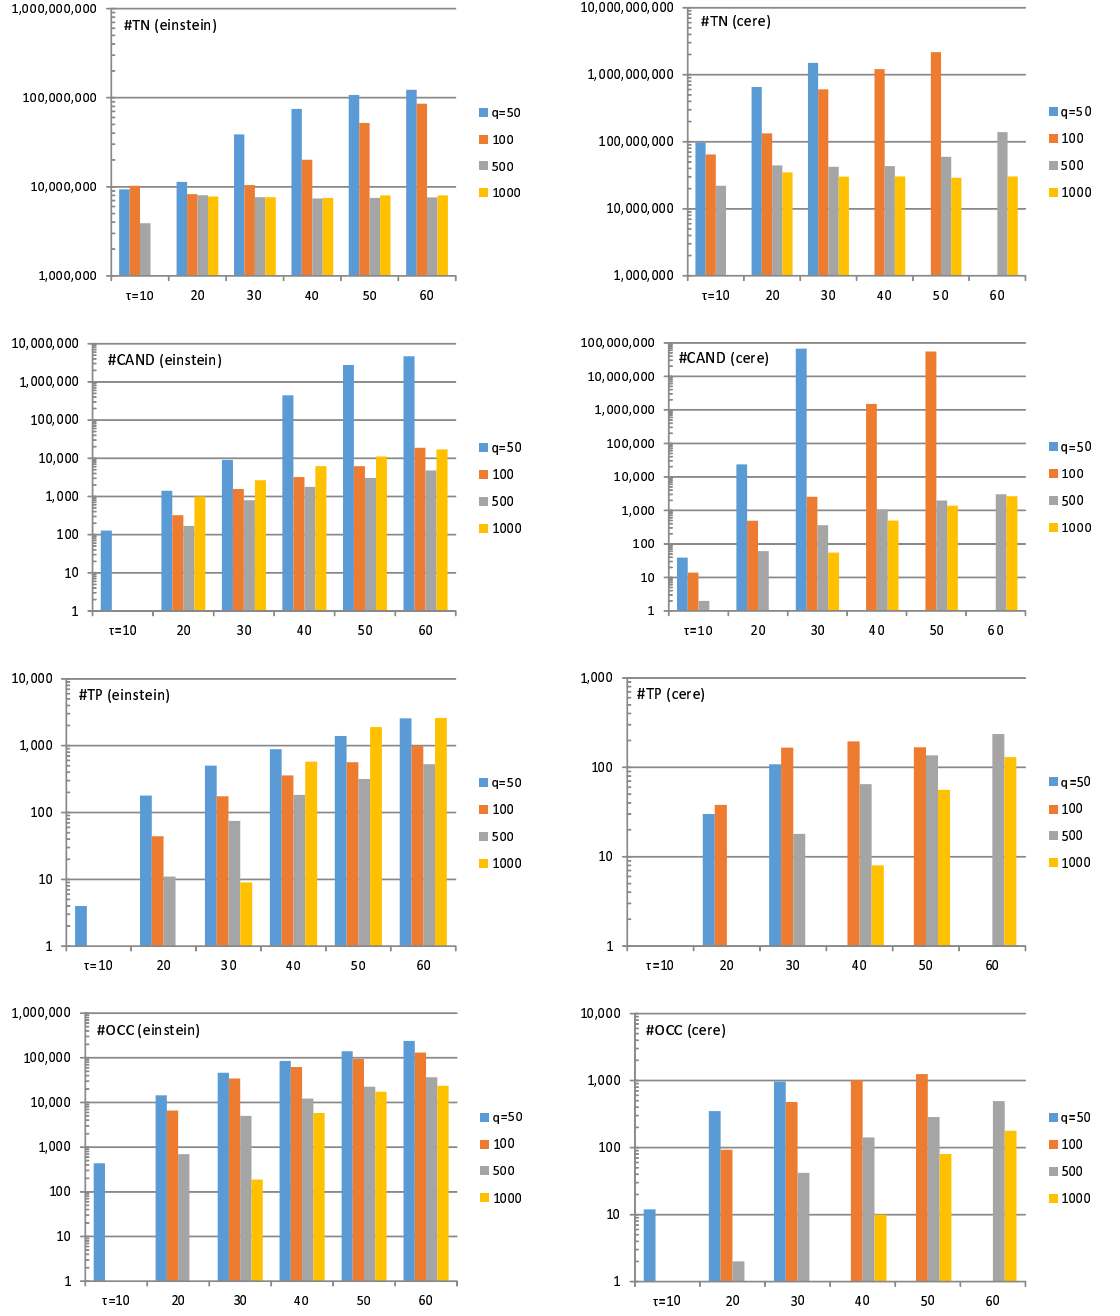 #TN (einstein)
1,000,000,000
100,000,000
10,000,000
1,000,000
τ=10 20 30 40 50 60
q=50
100
500
1000
#TN (cere)
10,000,000,000
1,000,000,000
100,000,000
10,000,000
1,000,000
τ=10 20 30 40 50 60
q=50
100
500
1000
#CAND (einstein)
10,000,000
1,000,000
100,000
10,000
1,000
100
10
1
τ=10 20 30 40 50 60
q=50
100
500
1000
#CAND (cere)
100,000,000
10,000,000
1,000,000
100,000
10,000
1,000
100
10
1
τ=10 20 30 40 50 60
q=50
100
500
1000
#TP (einstein)
10,000
1,000
100
10
1
τ=10 20 30 40 50 60
q=50
100
500
1000
#TP (cere)
1,000
100
10
1
τ=10 20 30 40 50 60
q=50
100
500
1000
#OCC (einstein)
1,000,000
100,000
10,000
1,000
100
10
1
τ=10 20 30 40 50 60
q=50
100
500
1000
#OCC (cere)
10,000
1,000
100
10
1
τ=10 20 30 40 50 60
q=50
100
500
1000